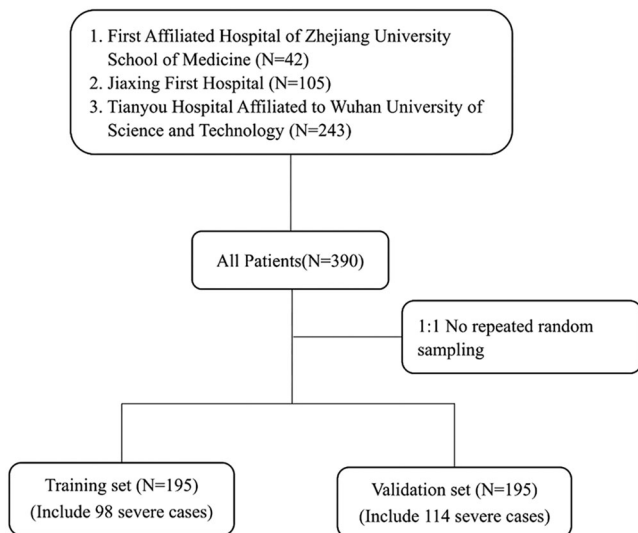 1. First Affiliated Hospital of Zhejiang University
School of Medicine (N=42)
2. Jiaxing First Hospital (N=105)
3. Tianyou Hospital Affiliated to Wuhan University of
Science and Technology (N=243)
All Patients(N=390)
1:1 No repeated random
sampling
Training set (N=195)
(Include 98 severe cases)
Validation set (N=195)
(Include 114 severe cases)